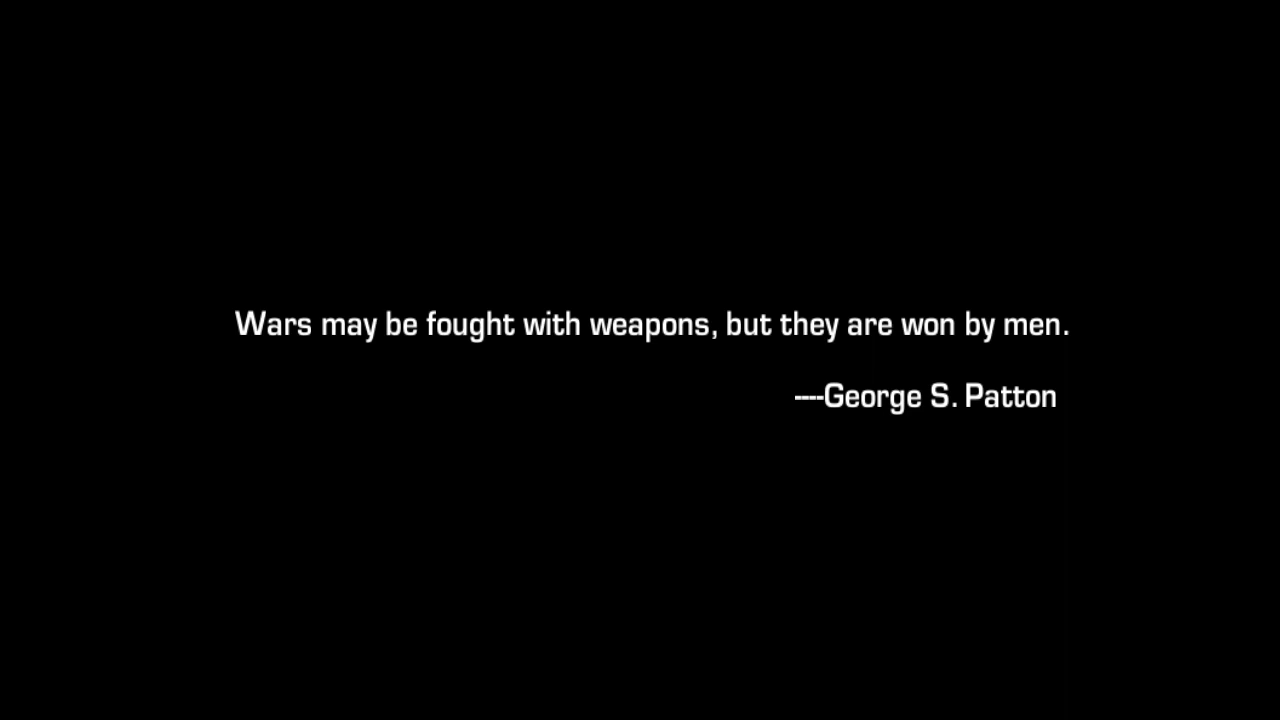 Wars may be fought with weapons, but they are won by men.
----George S. Patton